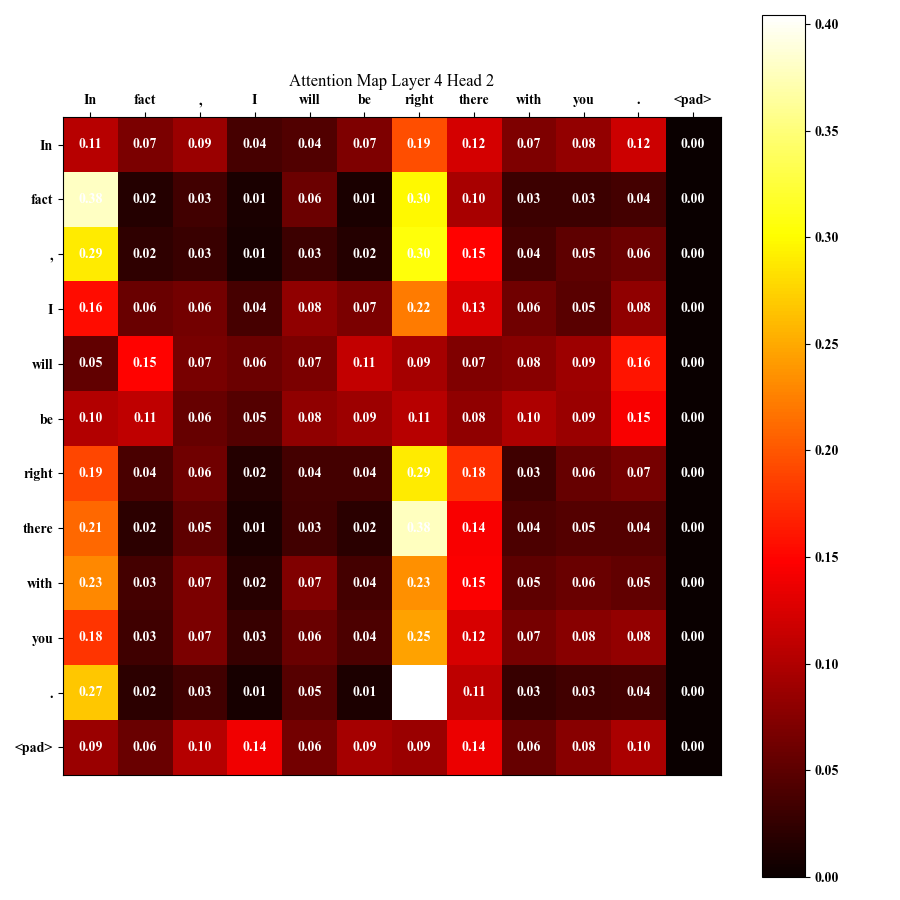 Attention Map Layer 4 Head 2
In fact , I will be right there with you . <pad>
In 0.11 0.07 0.09 0.04 0.04 0.07 0.19 0.12 0.07 0.08 0.12 0.00
fact 0.38 0.02 0.03 0.01 0.06 0.01 0.30 0.10 0.03 0.03 0.04 0.00
, 0.29 0.02 0.03 0.01 0.03 0.02 0.30 0.15 0.04 0.05 0.06 0.00
I 0.16 0.06 0.06 0.04 0.08 0.07 0.22 0.13 0.06 0.05 0.08 0.00
will 0.05 0.15 0.07 0.06 0.07 0.11 0.09 0.07 0.08 0.09 0.16 0.00
be 0.10 0.11 0.06 0.05 0.08 0.09 0.11 0.08 0.10 0.09 0.15 0.00
right 0.19 0.04 0.06 0.02 0.04 0.04 0.29 0.18 0.03 0.06 0.07 0.00
there 0.21 0.02 0.05 0.01 0.03 0.02 0.38 0.14 0.04 0.05 0.04 0.00
with 0.23 0.03 0.07 0.02 0.07 0.04 0.23 0.15 0.05 0.06 0.05 0.00
you 0.18 0.03 0.07 0.03 0.06 0.04 0.25 0.12 0.07 0.08 0.08 0.00
. 0.27 0.02 0.03 0.01 0.05 0.01 0.11 0.03 0.03 0.04 0.00
<pad> 0.09 0.06 0.10 0.14 0.06 0.09 0.09 0.14 0.06 0.08 0.10 0.00
0.40
0.35
0.30
0.25
0.20
0.15
0.10
0.05
0.00